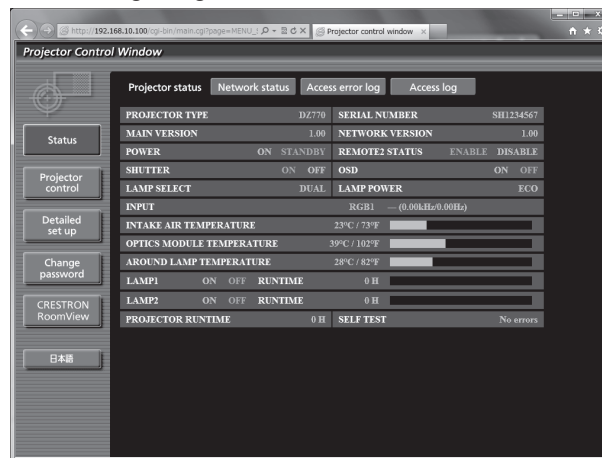 http://192.168.10.100/cgi-bin/main.cgi?page=MENU_S
Projector control window
Projector Control Window
Projector status Network status Access error log Access log
PROJECTOR TYPE DZ770 SERIAL NUMBER SH1234567
Status
MAIN VERSION 1.00 NETWORK VERSION 1.00
POWER ON STANDBY REMOTE2 STATUS ENABLE DISABLE
SHUTTER ON OFF OSD ON OFF
Projector
control
LAMP SELECT DUAL LAMP POWER ECO
INPUT RGB1 — (0.00kHz/0.00Hz)
Detailed
set up
INTAKE AIR TEMPERATURE 23°C / 73°F
OPTICS MODULE TEMPERATURE 39°C / 102°F
Change
password
AROUND LAMP TEMPERATURE 28°C / 82°F
LAMP1 ON OFF RUNTIME 0 H
CRESTRON
RoomView
LAMP2 ON OFF RUNTIME 0 H
PROJECTOR RUNTIME 0 H SELF TEST No errors
日本語